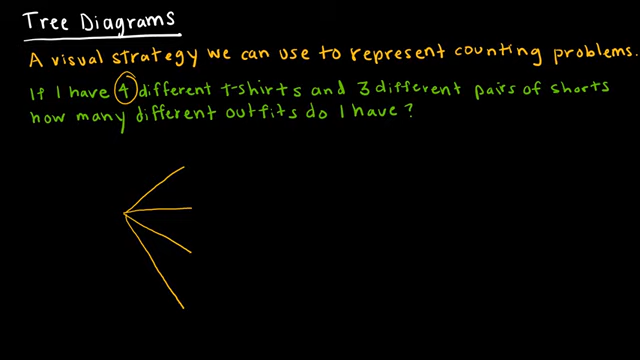 Tree Diagrams
A visual strategy we can use to represent counting problems.
If I have 4 different t-shirts and 3 different pairs of shorts
how many different outfits do I have?